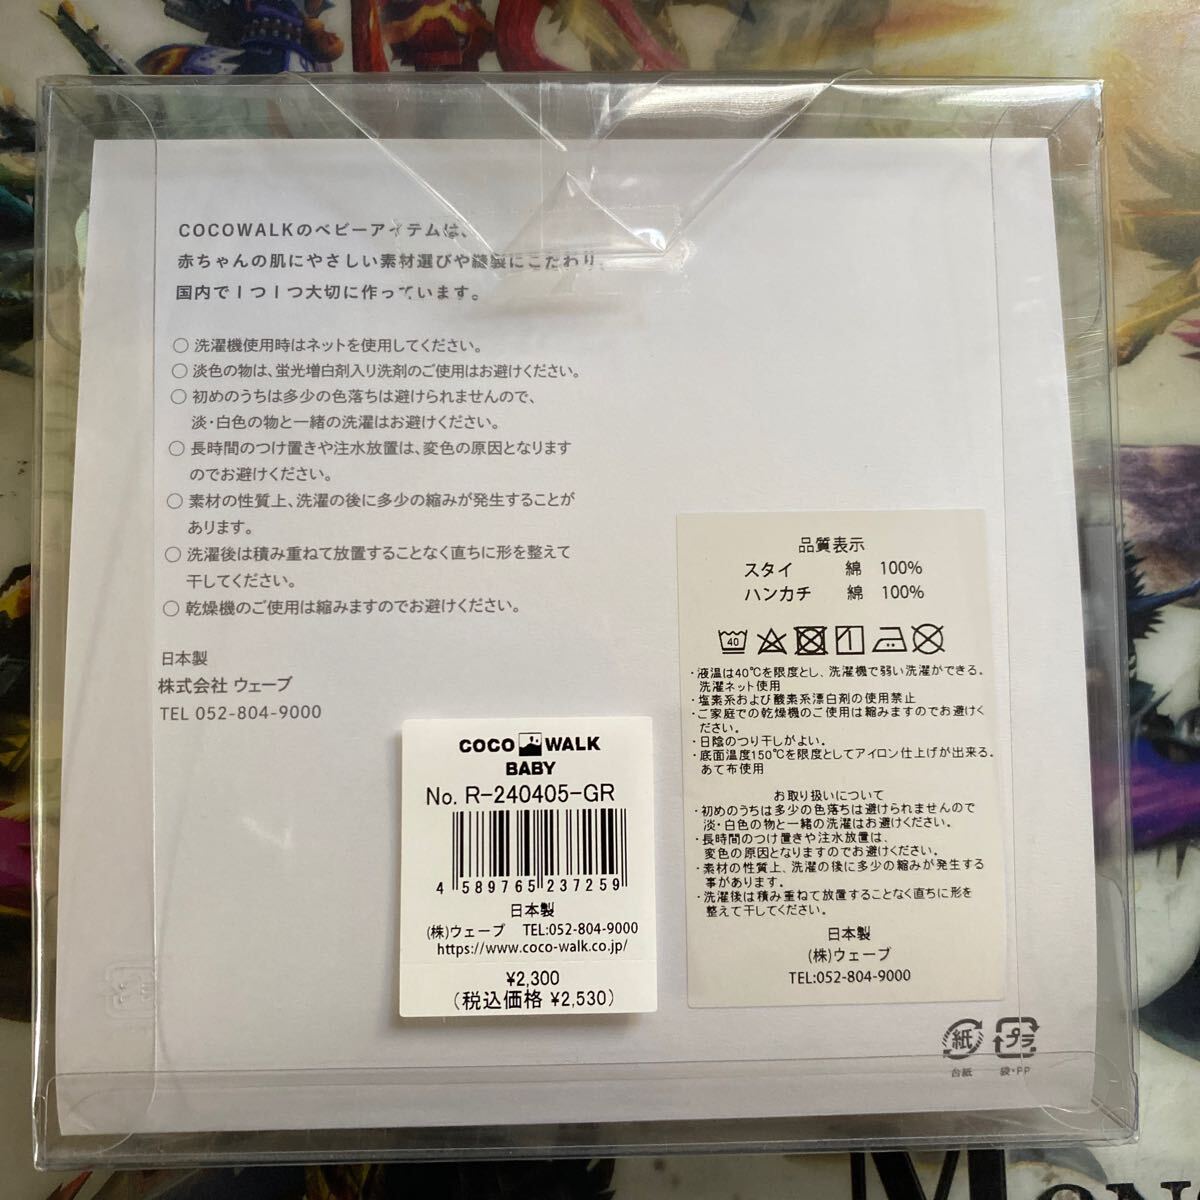 COCOWALKのベビーアイテムは、
赤ちゃんの肌にやさしい素材選びや縫製にこだわり、
国内で1つ1つ大切に作っています。
○ 洗濯機使用時はネットを使用してください。
○ 淡色の物は、蛍光増白剤入り洗剤のご使用はお避けください。
○ 初めのうちは多少の色落ちは避けられませんので、
淡・白色の物と一緒の洗濯はお避けください。
○ 長時間のつけ置きや注水放置は、変色の原因となります
のでお避けください。
○ 素材の性質上、洗濯の後に多少の縮みが発生することが
あります。
○ 洗濯後は積み重ねて放置することなく直ちに形を整えて
干してください。
○ 乾燥機のご使用は縮みますのでお避けください。
日本製
株式会社 ウェーブ
TEL 052-804-9000
COCO WALK
BABY
No. R-240405-GR
4 589765 237259
日本製
(株)ウェーブ TEL:052-804-9000
https://www.coco-walk.co.jp/
¥2,300
(税込価格 ¥2,530)
品質表示
スタイ 綿 100%
ハンカチ 綿 100%
40
・液温は40℃を限度とし、洗濯機で弱い洗濯ができる。
洗濯ネット使用
・塩素系および酸素系漂白剤の使用禁止
・ご家庭での乾燥機のご使用は縮みますのでお避けく
ださい。
・日陰のつり干しがよい。
・底面温度150℃を限度としてアイロン仕上げが出来る。
あて布使用
お取り扱いについて
・初めのうちは多少の色落ちは避けられませんので
淡・白色の物と一緒の洗濯はお避けください。
・長時間のつけ置きや注水放置は、
変色の原因となりますのでお避けください。
・素材の性質上、洗濯の後に多少の縮みが発生する
事があります。
・洗濯後は積み重ねて放置することなく直ちに形を
整えて干してください。
日本製
(株)ウェーブ
TEL:052-804-9000
紙
台紙
プラ
袋・PP